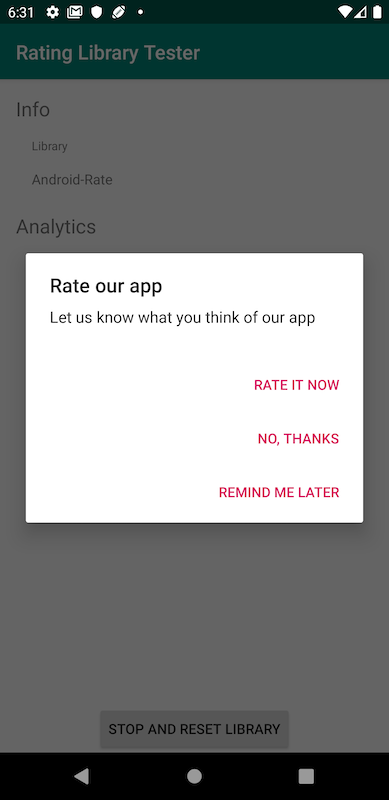 6:31
Rating Library Tester
Info
Library
Android-Rate
Analytics
Rate our app
Let us know what you think of our app
RATE IT NOW
NO, THANKS
REMIND ME LATER
STOP AND RESET LIBRARY